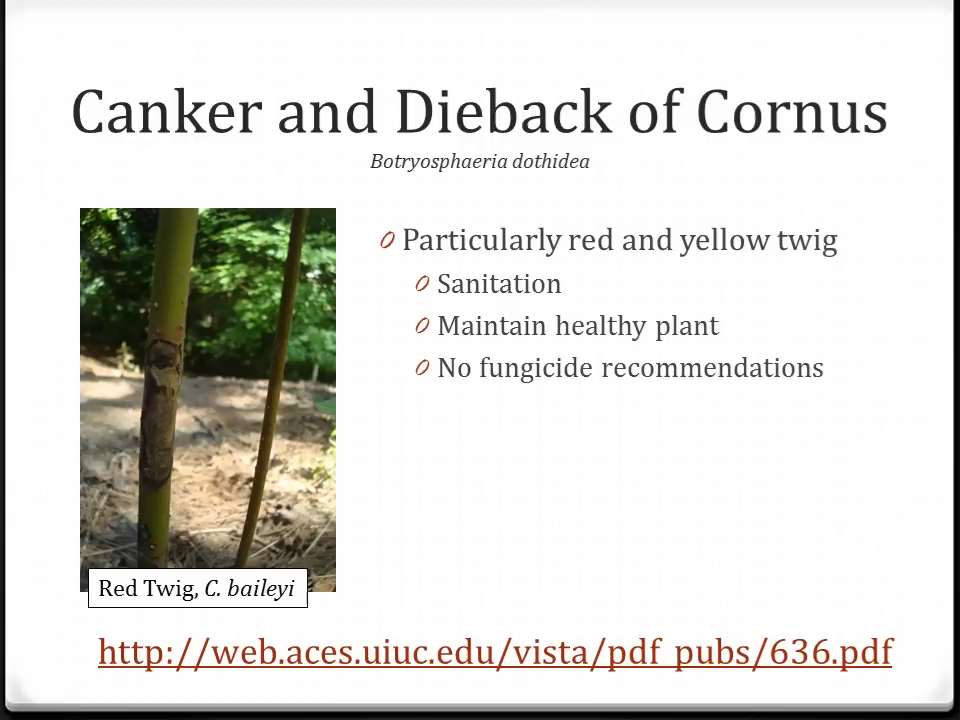 Canker and Dieback of Cornus
Botryosphaeria dothidea
Particularly red and yellow twig
Sanitation
Maintain healthy plant
No fungicide recommendations
Red Twig, C. baileyi
http://web.aces.uiuc.edu/vista/pdf_pubs/636.pdf